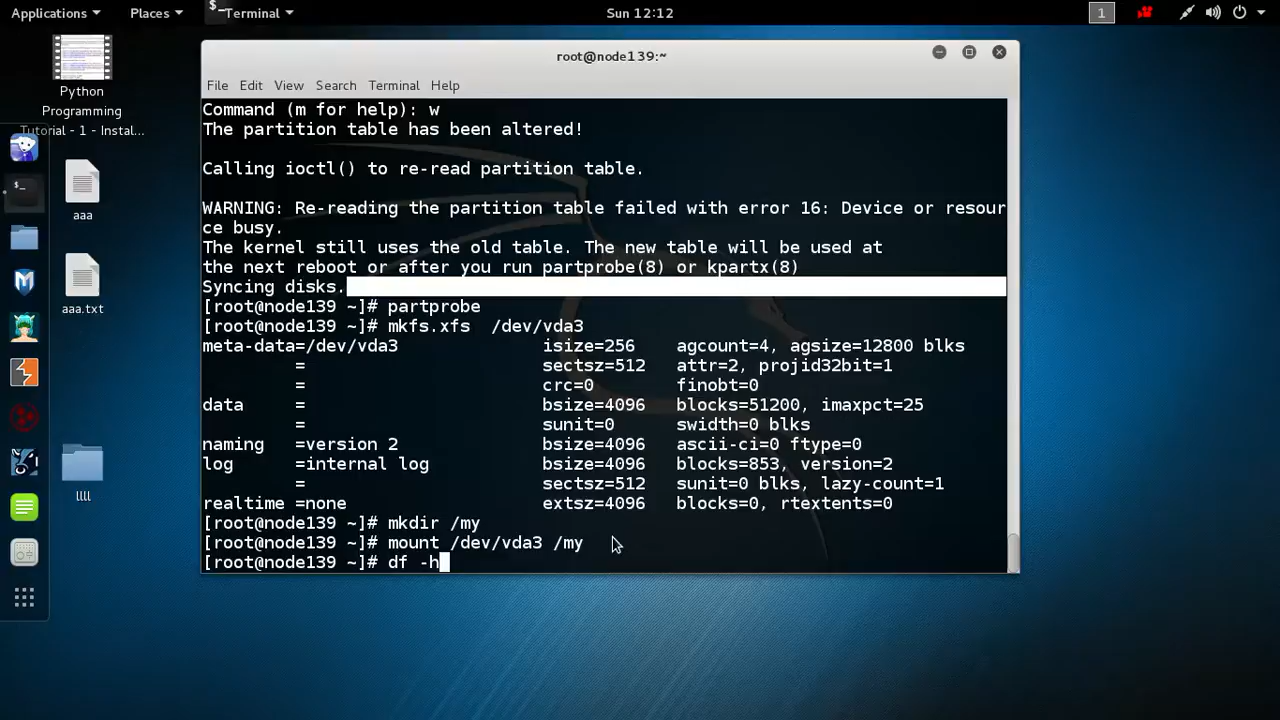 Applications
Places
Terminal
Sun 12:12
1
Python
Programming
Tutorial - 1 - Instal...
aaa
aaa.txt
llll
root@node139:~
File Edit View Search Terminal Help
Command (m for help): w
The partition table has been altered!
Calling ioctl() to re-read partition table.
WARNING: Re-reading the partition table failed with error 16: Device or resour
ce busy.
The kernel still uses the old table. The new table will be used at
the next reboot or after you run partprobe(8) or kpartx(8)
Syncing disks.
[root@node139 ~]# partprobe
[root@node139 ~]# mkfs.xfs  /dev/vda3
meta-data=/dev/vda3              isize=256    agcount=4, agsize=12800 blks
         =                       sectsz=512   attr=2, projid32bit=1
         =                       crc=0        finobt=0
data     =                       bsize=4096   blocks=51200, imaxpct=25
         =                       sunit=0      swidth=0 blks
naming   =version 2              bsize=4096   ascii-ci=0 ftype=0
log      =internal log           bsize=4096   blocks=853, version=2
         =                       sectsz=512   sunit=0 blks, lazy-count=1
realtime =none                   extsz=4096   blocks=0, rtextents=0
[root@node139 ~]# mkdir /my
[root@node139 ~]# mount /dev/vda3 /my
[root@node139 ~]# df -h